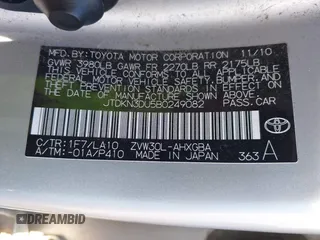 MFD. BY: TOYOTA MOTOR CORPORATION 11/10
GVWR 3980LB GAWR FR 2270LB RR 2175LB
THIS VEHICLE CONFORMS TO ALL APPLICABLE
FEDERAL MOTOR VEHICLE SAFETY, BUMPER, AND
THEFT PREVENTION STANDARDS IN EFFECT ON
THE DATE OF MANUFACTURE SHOWN ABOVE.
JTDKN3DU5B0249082 PASS.CAR
C/TR: 1F7/LA10 ZVW30L-AHXGBA
A/TM: -01A/P410 MADE IN JAPAN 363 A
DREAMBID